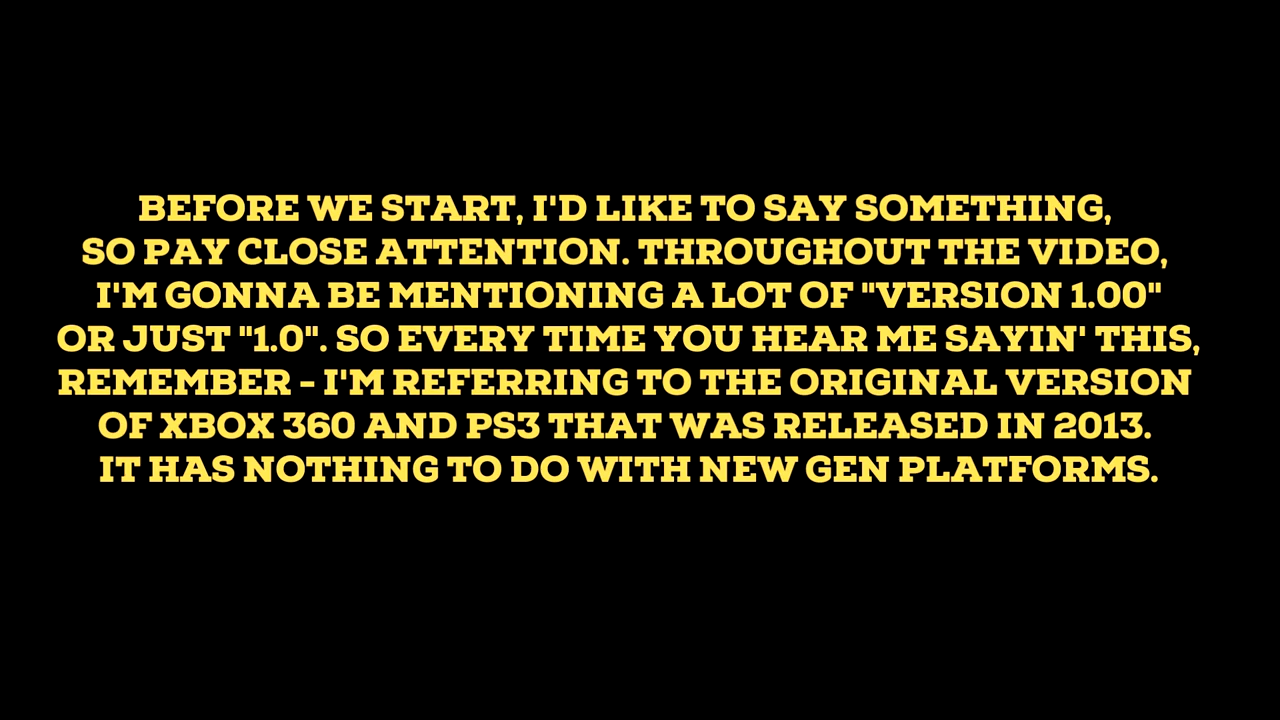 BEFORE WE START, I'D LIKE TO SAY SOMETHING,
SO PAY CLOSE ATTENTION. THROUGHOUT THE VIDEO,
I'M GONNA BE MENTIONING A LOT OF "VERSION 1.00"
OR JUST "1.0". SO EVERY TIME YOU HEAR ME SAYIN' THIS,
REMEMBER - I'M REFERRING TO THE ORIGINAL VERSION
OF XBOX 360 AND PS3 THAT WAS RELEASED IN 2013.
IT HAS NOTHING TO DO WITH NEW GEN PLATFORMS.